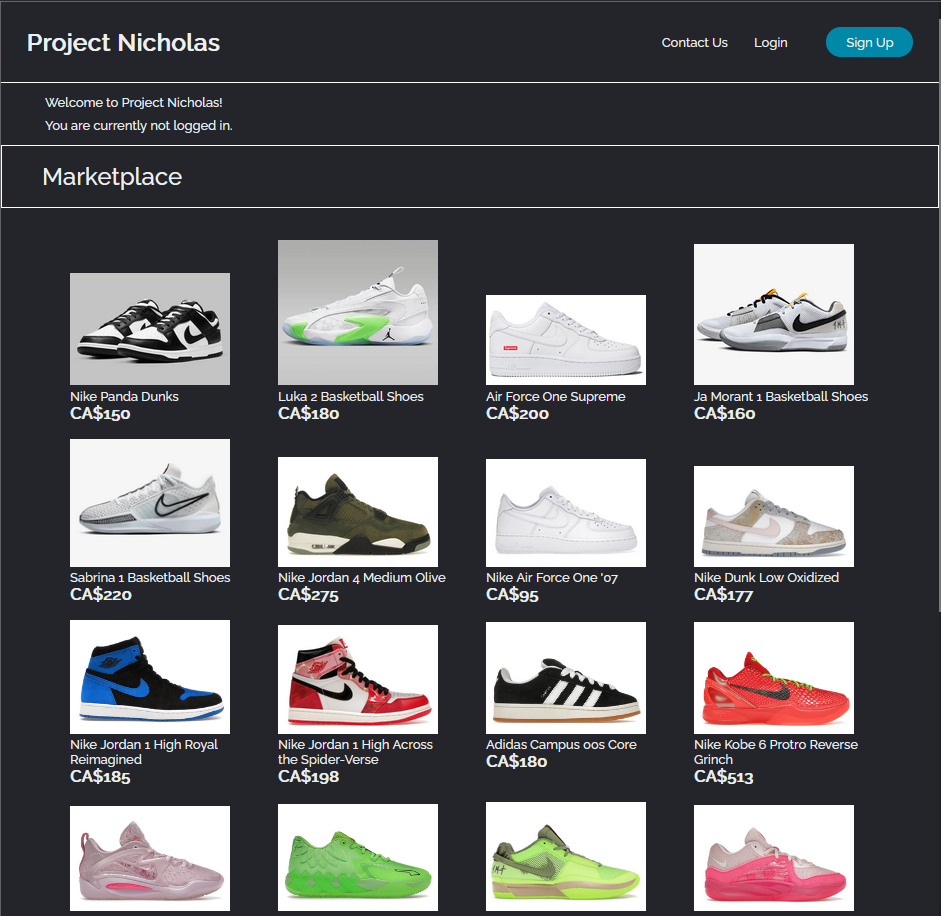 Project Nicholas
Contact Us
Login
Sign Up
Welcome to Project Nicholas!
You are currently not logged in.
Marketplace
Nike Panda Dunks
CA$150
Luka 2 Basketball Shoes
CA$180
Supreme
Air Force One Supreme
CA$200
Ja Morant 1 Basketball Shoes
CA$160
Sabrina 1 Basketball Shoes
CA$220
Nike Jordan 4 Medium Olive
CA$275
Nike Air Force One '07
CA$95
Nike Dunk Low Oxidized
CA$177
Nike Jordan 1 High Royal
Reimagined
CA$185
Nike Jordan 1 High Across
the Spider-Verse
CA$198
Adidas Campus 00s Core
CA$180
Nike Kobe 6 Protro Reverse
Grinch
CA$513